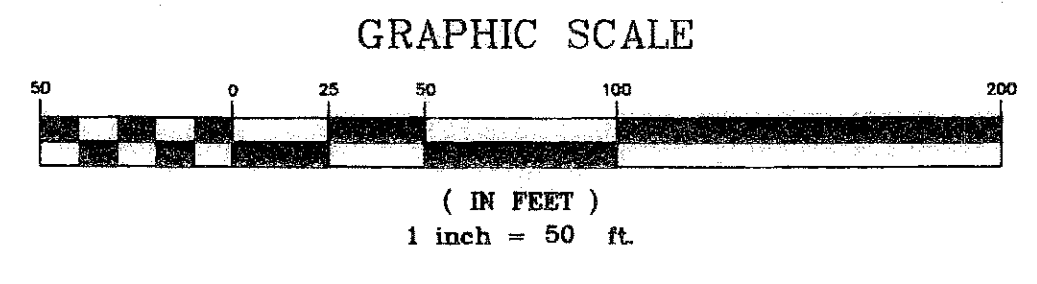 GRAPHIC SCALE
50 0 25 50 100 200
( IN FEET )
1 inch = 50 ft.